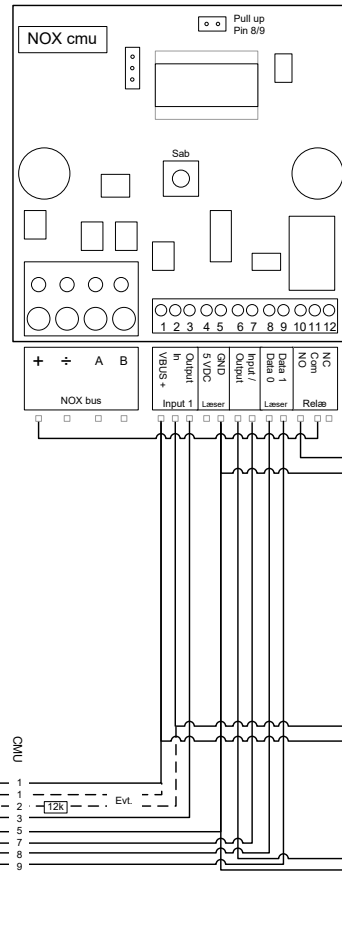 Pull up
Pin 8/9
NOX cmu
Sab
1 2 3 4 5 6 7 8 9 10 11 12
+ ÷ A B
NOX bus
VBUS +
In
Output
5 VDC
GND
Output
Input /
Data 0
Data 1
NO
Com
NC
Input 1
Læser
Læser
Relæ
CMU
1
1
Evt.
2
12k
3
5
7
8
9